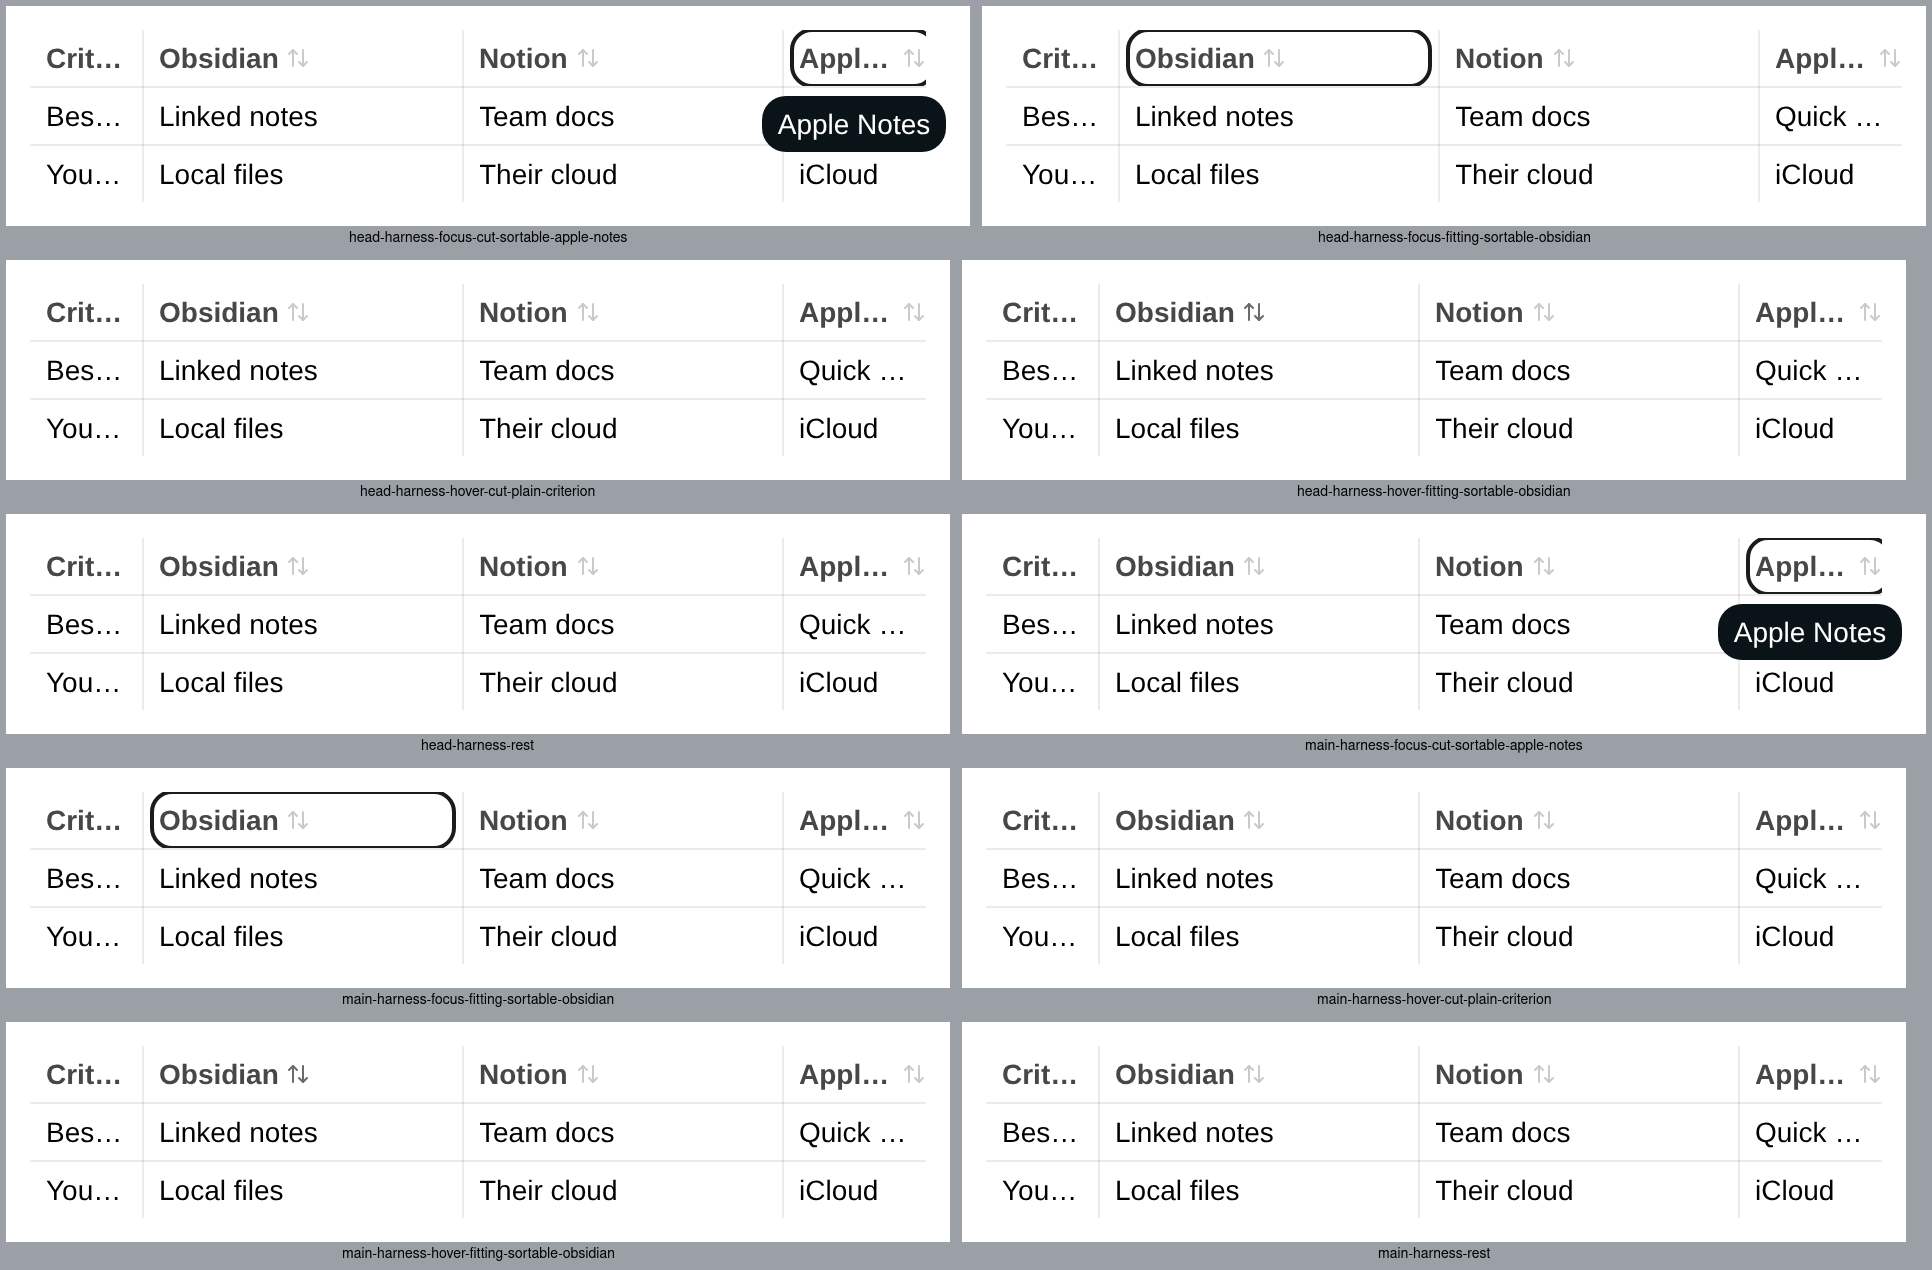 Crit… Obsidian Notion Appl…
Bes… Linked notes Team docs Apple Notes
You… Local files Their cloud iCloud
head-harness-focus-cut-sortable-apple-notes
Crit… Obsidian Notion Appl…
Bes… Linked notes Team docs Quick …
You… Local files Their cloud iCloud
head-harness-focus-fitting-sortable-obsidian
Crit… Obsidian Notion Appl…
Bes… Linked notes Team docs Quick …
You… Local files Their cloud iCloud
head-harness-hover-cut-plain-criterion
Crit… Obsidian Notion Appl…
Bes… Linked notes Team docs Quick …
You… Local files Their cloud iCloud
head-harness-hover-fitting-sortable-obsidian
Crit… Obsidian Notion Appl…
Bes… Linked notes Team docs Quick …
You… Local files Their cloud iCloud
head-harness-rest
Crit… Obsidian Notion Appl…
Bes… Linked notes Team docs Apple Notes
You… Local files Their cloud iCloud
main-harness-focus-cut-sortable-apple-notes
Crit… Obsidian Notion Appl…
Bes… Linked notes Team docs Quick …
You… Local files Their cloud iCloud
main-harness-focus-fitting-sortable-obsidian
Crit… Obsidian Notion Appl…
Bes… Linked notes Team docs Quick …
You… Local files Their cloud iCloud
main-harness-hover-cut-plain-criterion
Crit… Obsidian Notion Appl…
Bes… Linked notes Team docs Quick …
You… Local files Their cloud iCloud
main-harness-hover-fitting-sortable-obsidian
Crit… Obsidian Notion Appl…
Bes… Linked notes Team docs Quick …
You… Local files Their cloud iCloud
main-harness-rest